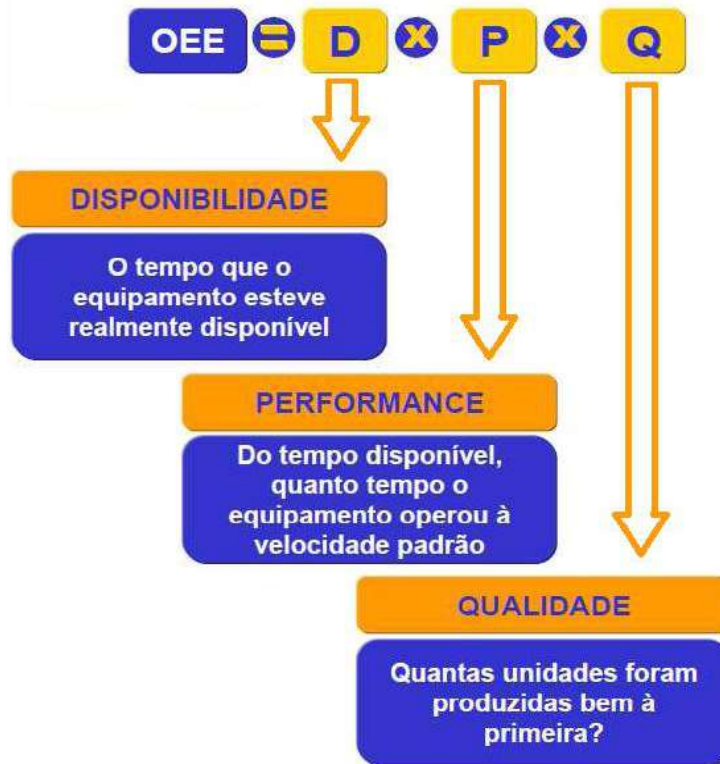 OEE = D x P x Q
DISPONIBILIDADE
O tempo que o
equipamento esteve
realmente disponível
PERFORMANCE
Do tempo disponível,
quanto tempo o
equipamento operou à
velocidade padrão
QUALIDADE
Quantas unidades foram
produzidas bem à
primeira?